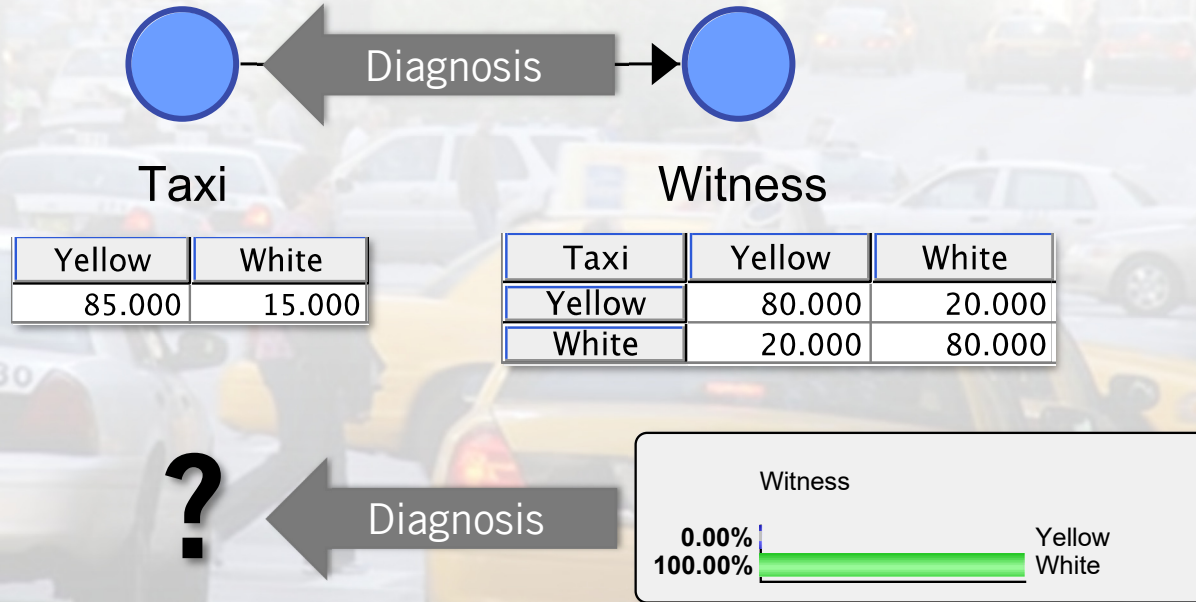 Diagnosis
Taxi
Witness
Yellow White
85.000 15.000
Taxi Yellow White
Yellow 80.000 20.000
White 20.000 80.000
30
?
Diagnosis
Witness
0.00% Yellow
100.00% White